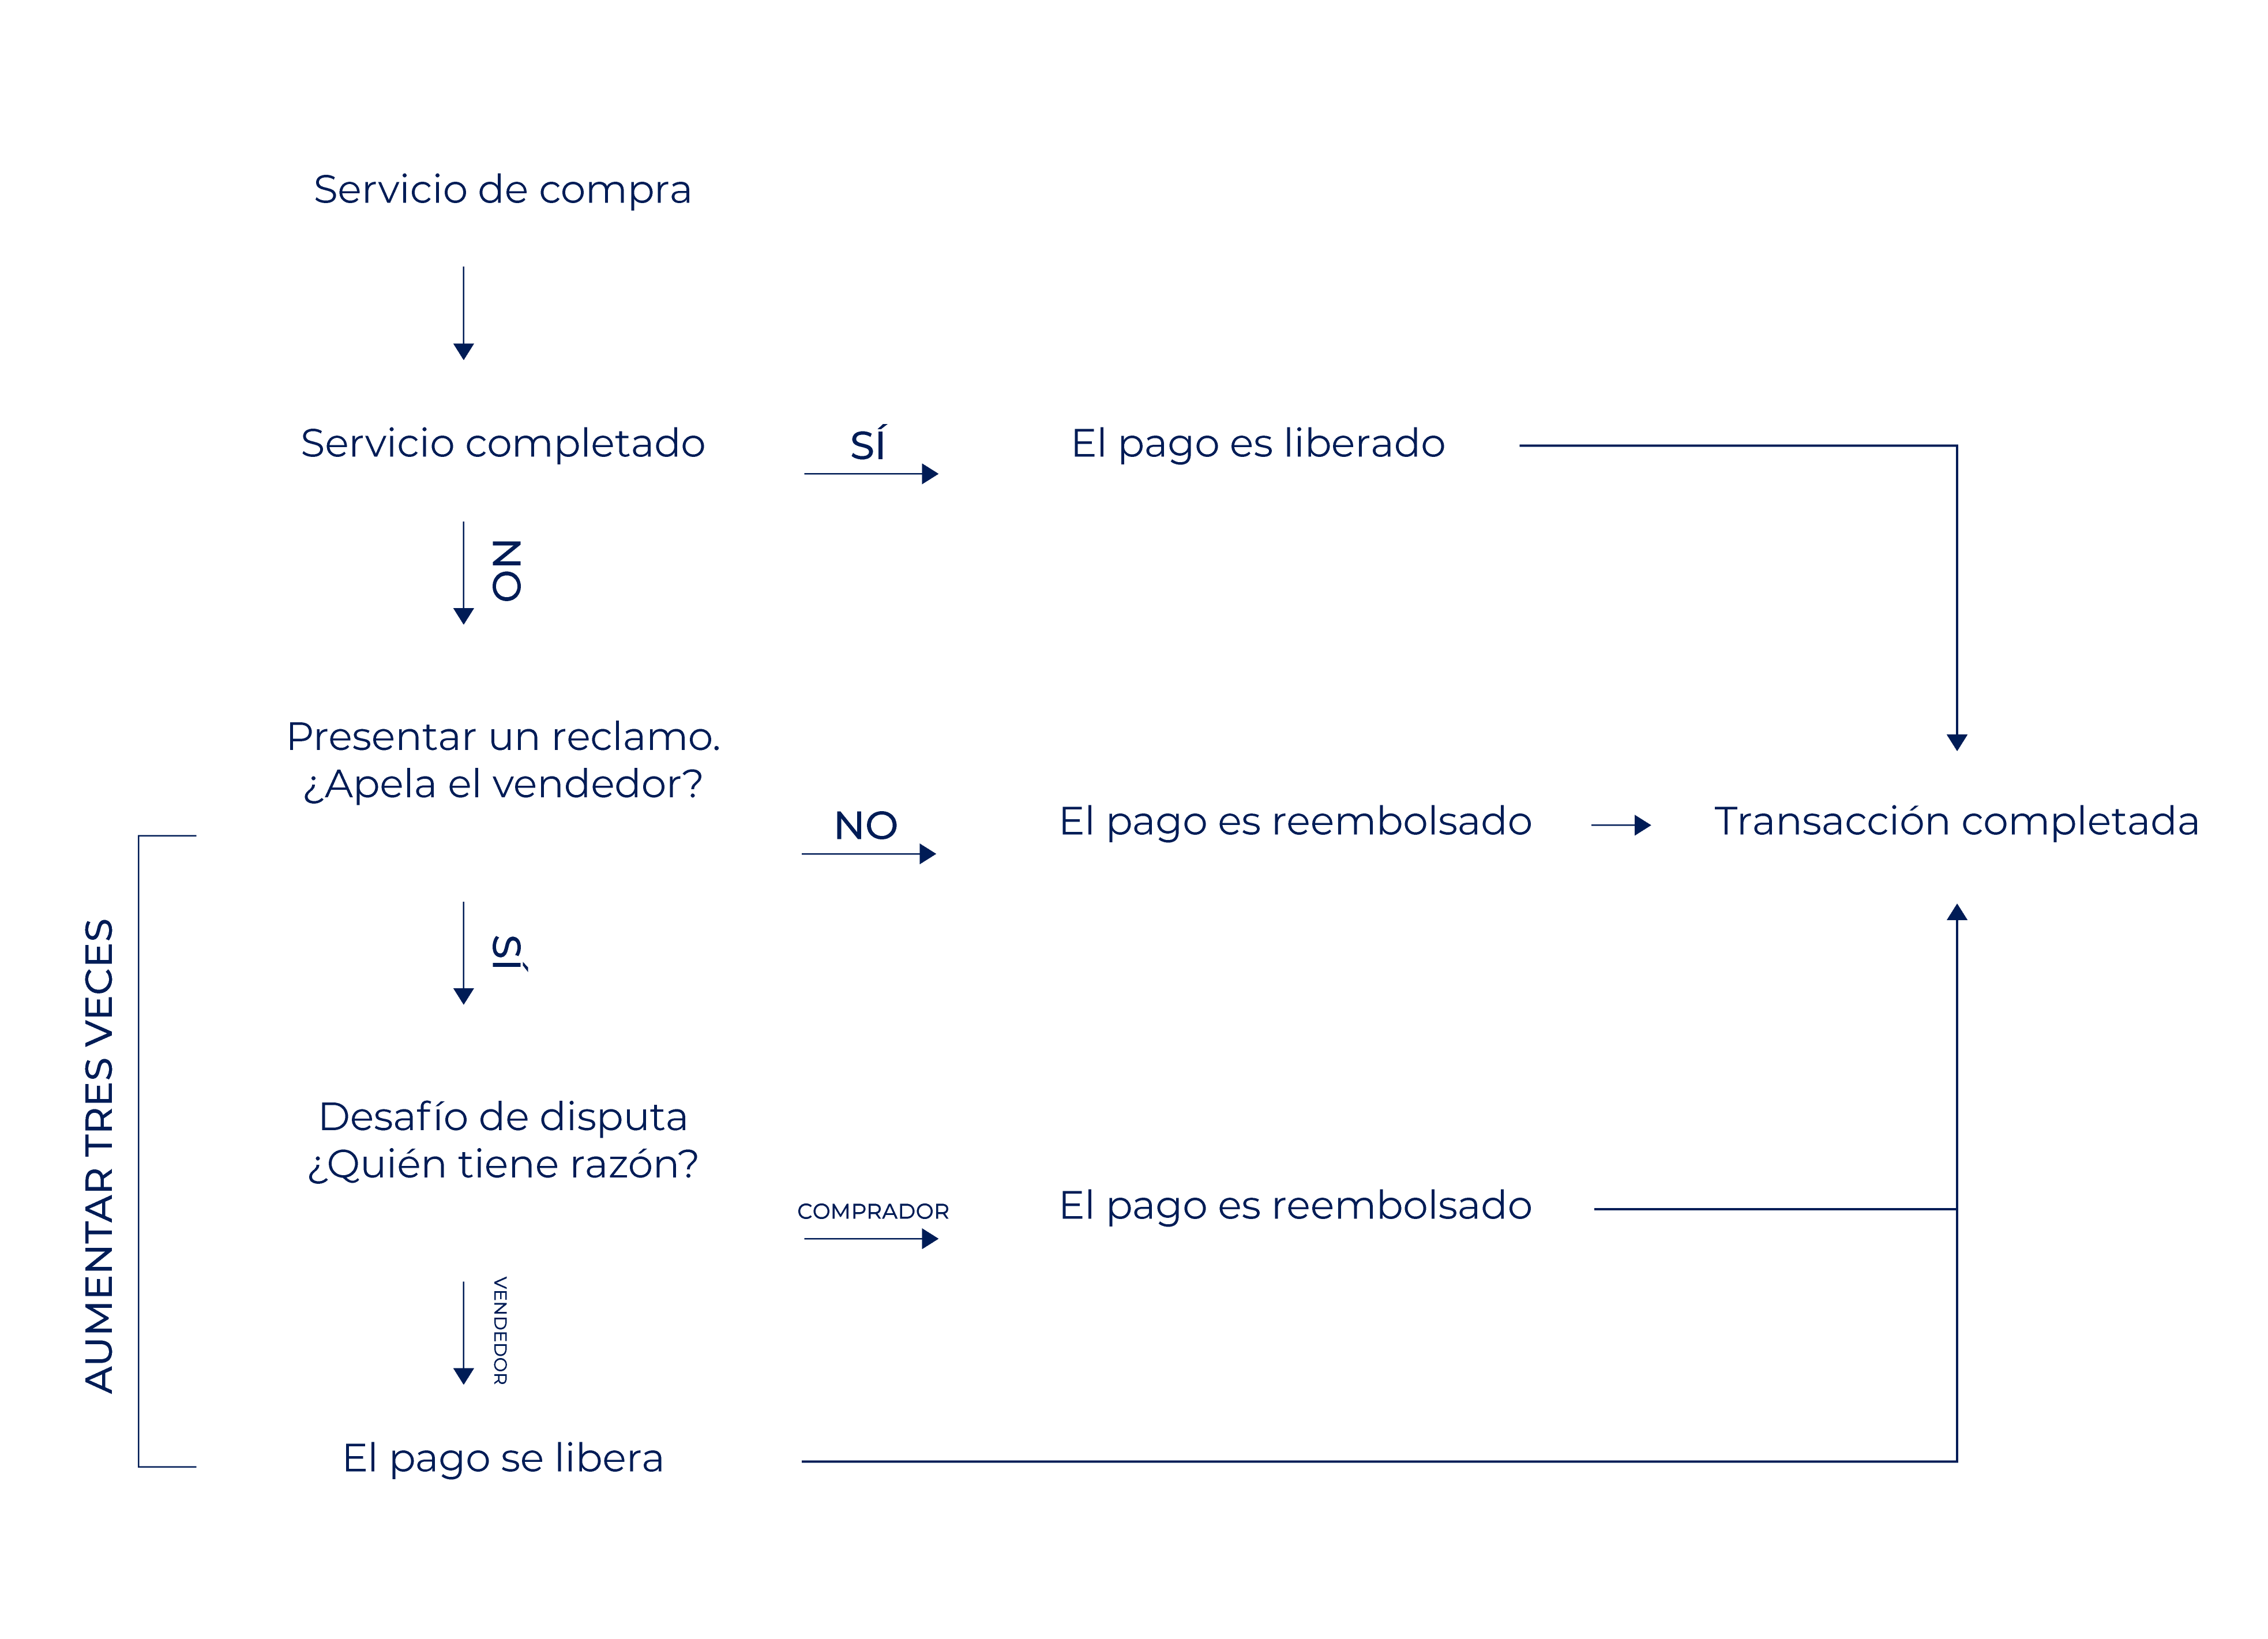 Servicio de compra
Servicio completado
SÍ
El pago es liberado
NO
Presentar un reclamo.
¿Apela el vendedor?
NO
El pago es reembolsado
Transacción completada
SÍ
AUMENTAR TRES VECES
Desafío de disputa
¿Quién tiene razón?
COMPRADOR
El pago es reembolsado
VENDEDOR
El pago se libera